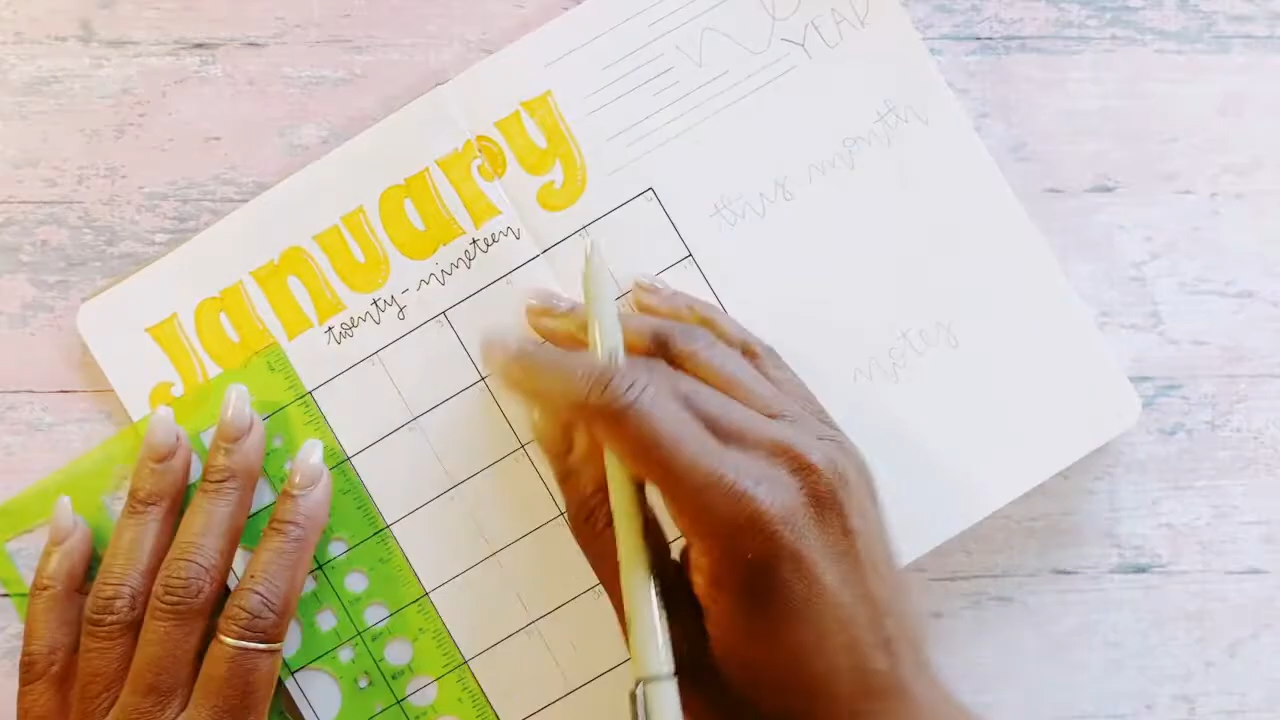 YEAR
January
this month
twenty-nineteen
notes